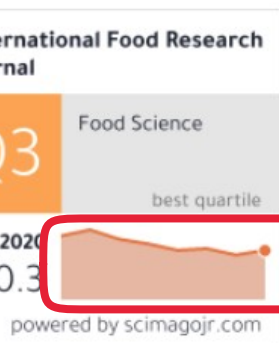 ernational Food Research
rnal
Q3
Food Science
best quartile
2020
0.3
powered by scimagojr.com